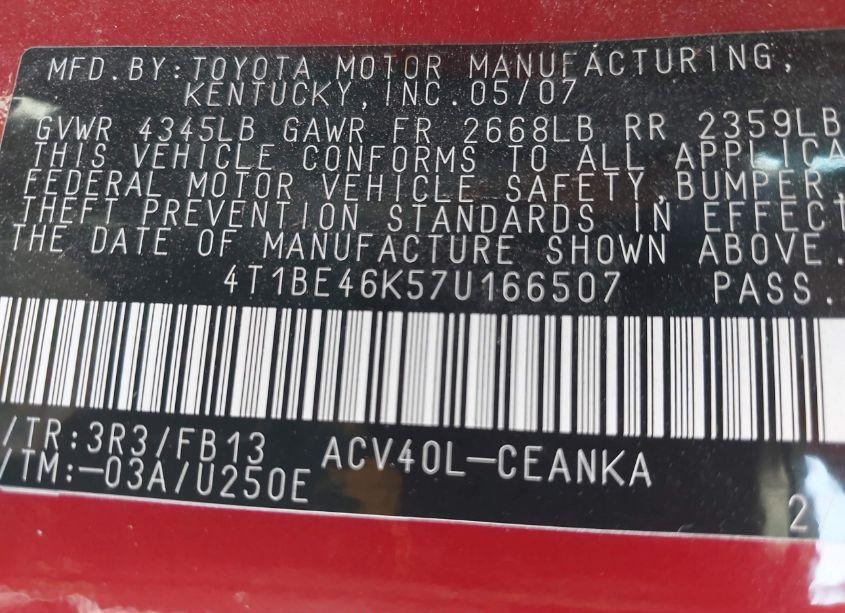 MFD.BY:TOYOTA MOTOR MANUFACTURING,
KENTUCKY,INC.05/07
GVWR 4345LB GAWR FR 2668LB RR 2359LB
THIS VEHICLE CONFORMS TO ALL APPLICA
FEDERAL MOTOR VEHICLE SAFETY,BUMPER,
THEFT PREVENTION STANDARDS IN EFFECT
THE DATE OF MANUFACTURE SHOWN ABOVE.
4T1BE46K57U166507 PASS.
/TR:3R3/FB13 ACV40L-CEANKA
/TM:-03A/U250E
2